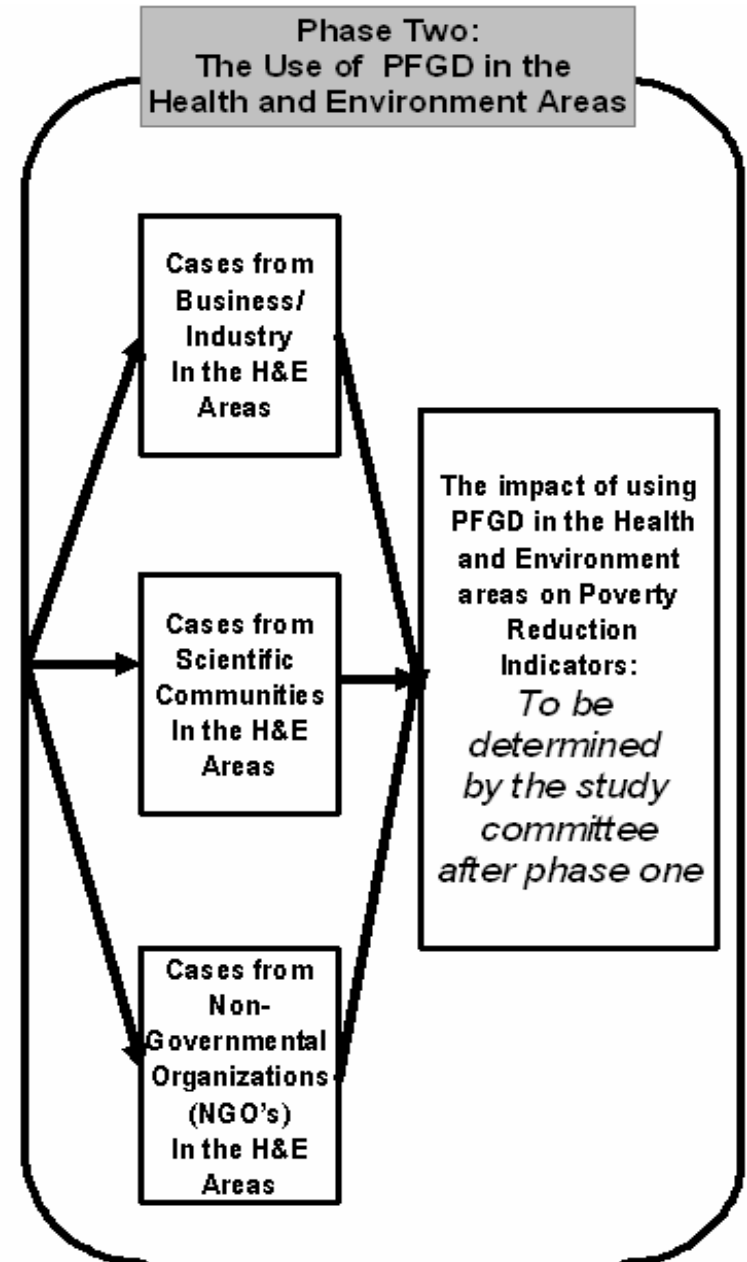 Phase Two:
The Use of PFGD in the
Health and Environment Areas
Cases from
Business/
Industry
In the H&E
Areas
Cases from
Scientific
Communities
In the H&E
Areas
Cases from
Non-
Governmental
Organizations
(NGO's)
In the H&E
Areas
The impact of using
PFGD in the Health
and Environment
areas on Poverty
Reduction
Indicators:
To be
determined
by the study
committee
after phase one